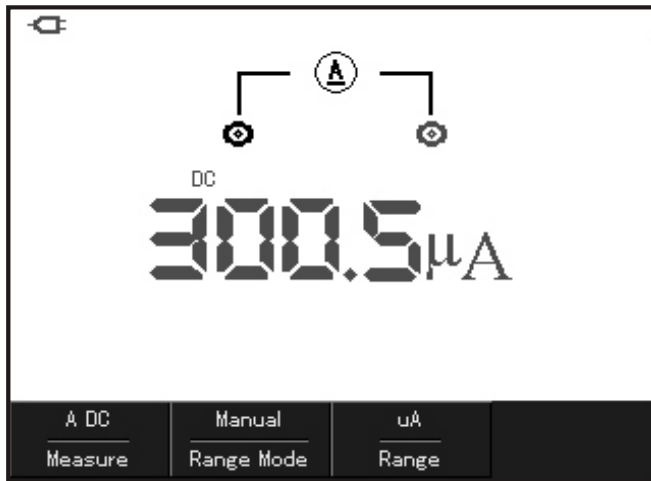 A
DC
300.5μA
A DC Manual uA
Measure Range Mode Range